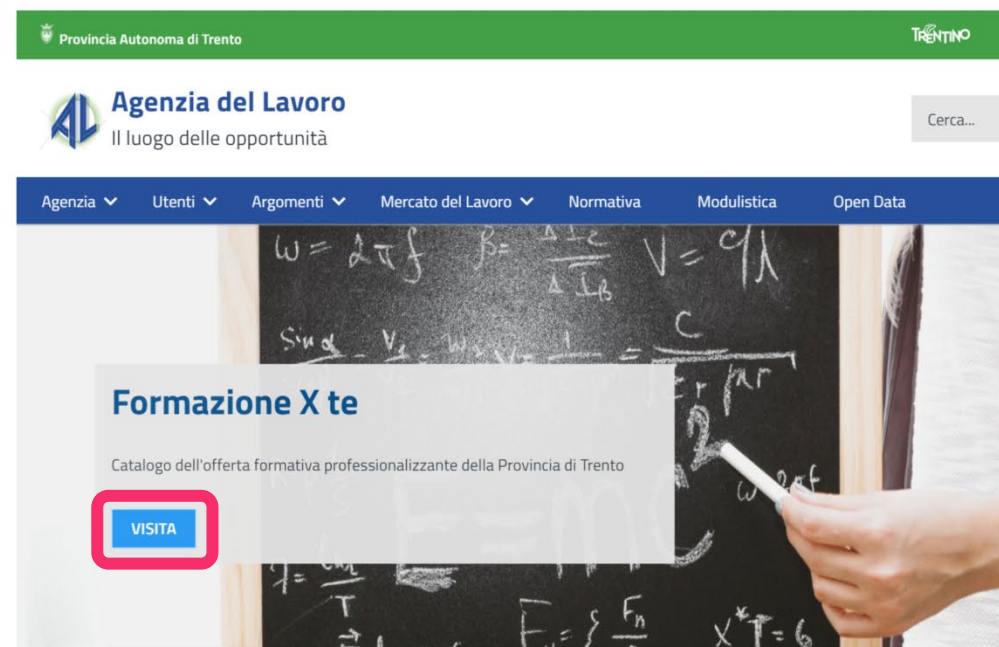 Provincia Autonoma di Trento
TRENTINO
Agenzia del Lavoro
Il luogo delle opportunità
Cerca...
Agenzia Utenti Argomenti Mercato del Lavoro Normativa Modulistica Open Data
ω = 2πf
Formazione X te
Catalogo dell'offerta formativa professionalizzante della Provincia di Trento
VISITA